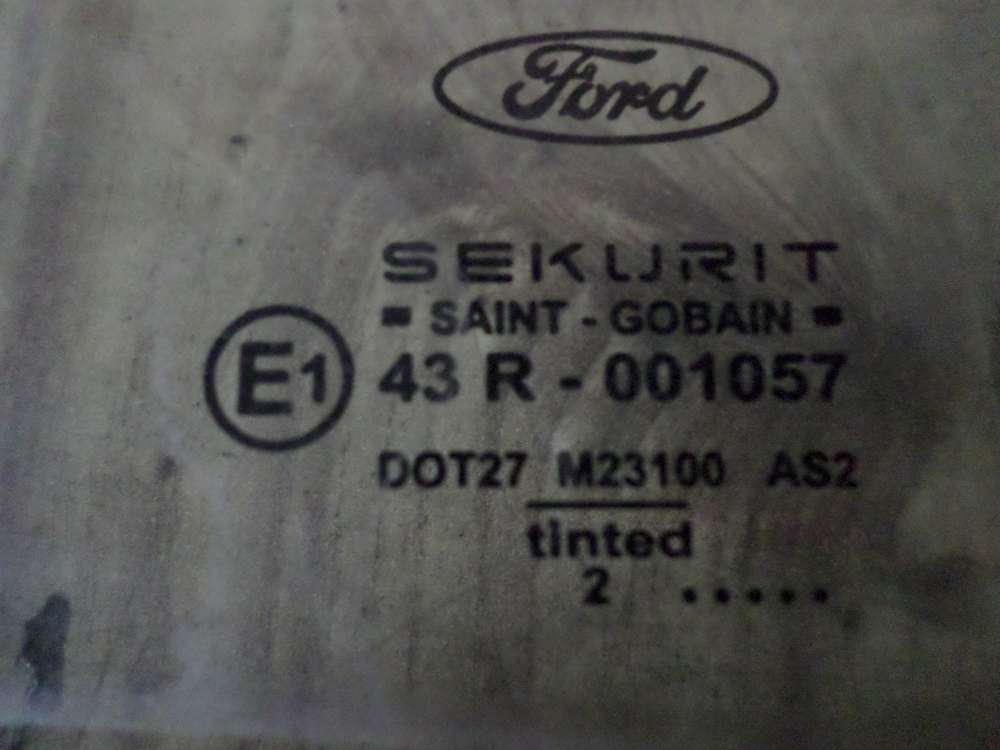 Ford
SEKURIT
SAINT - GOBAIN
E1 43 R - 001057
DOT27 M23100 AS2
tinted
2 .....